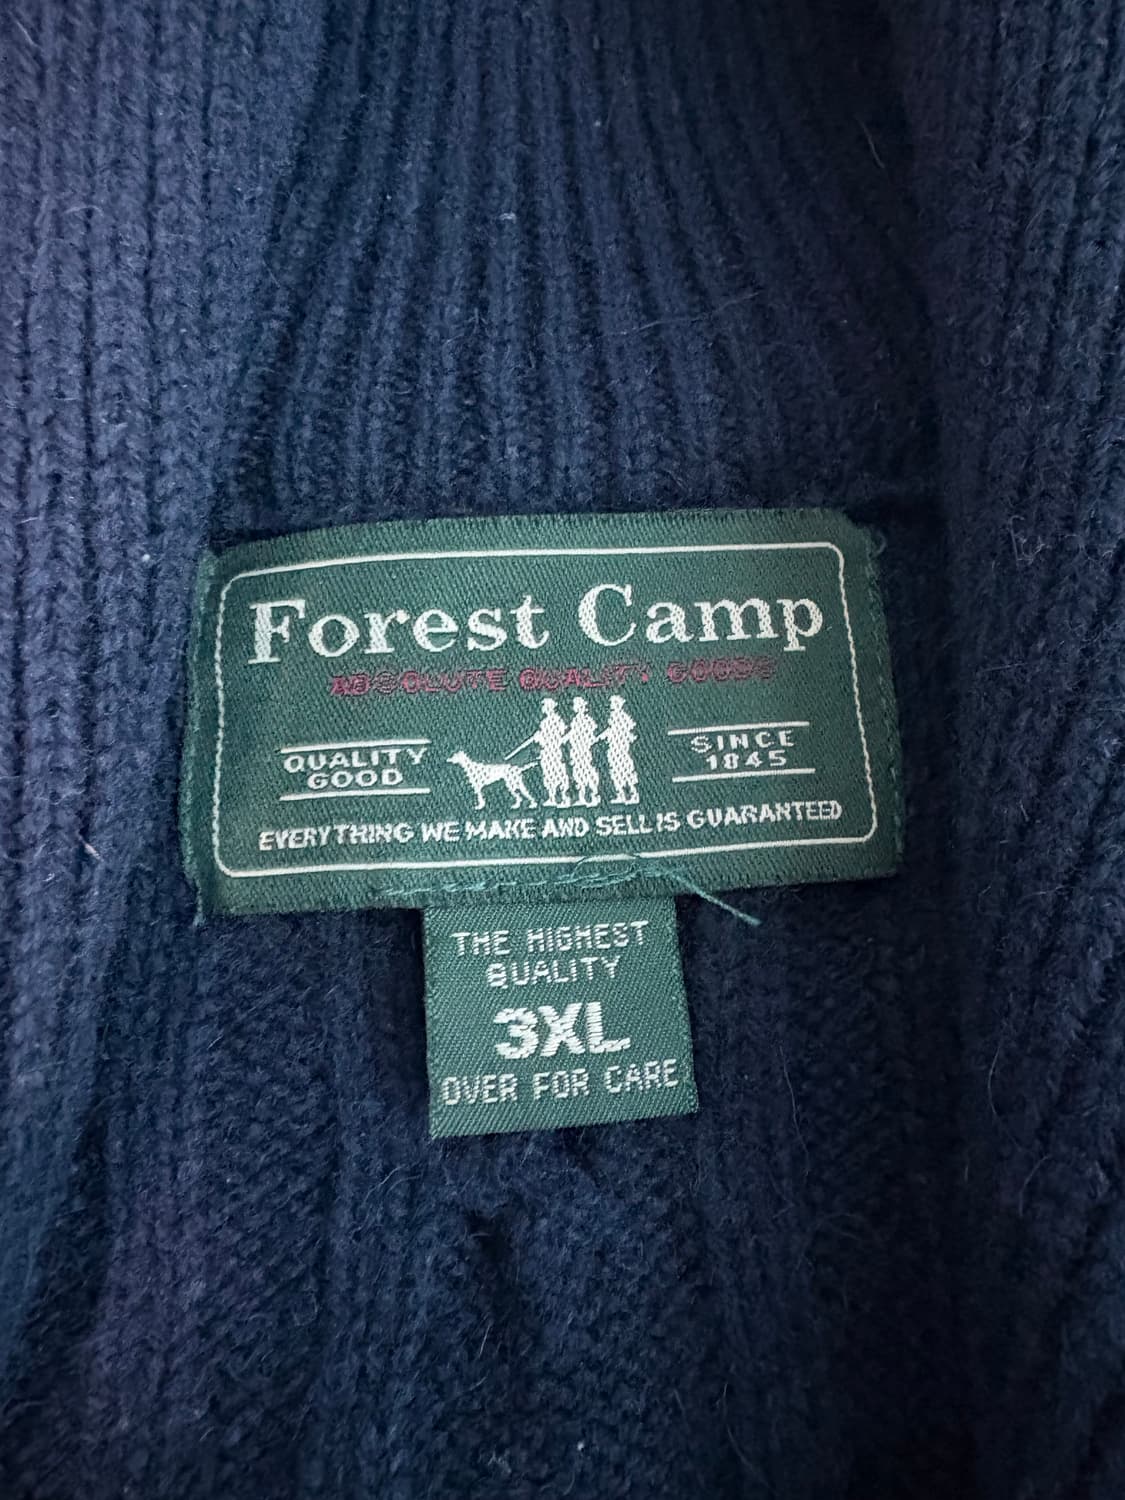 Forest Camp
ABSOLUTE QUALITY GOODS
QUALITY
GOOD
SINCE
1845
EVERYTHING WE MAKE AND SELL IS GUARANTEED
THE HIGHEST
QUALITY
3XL
OVER FOR CARE